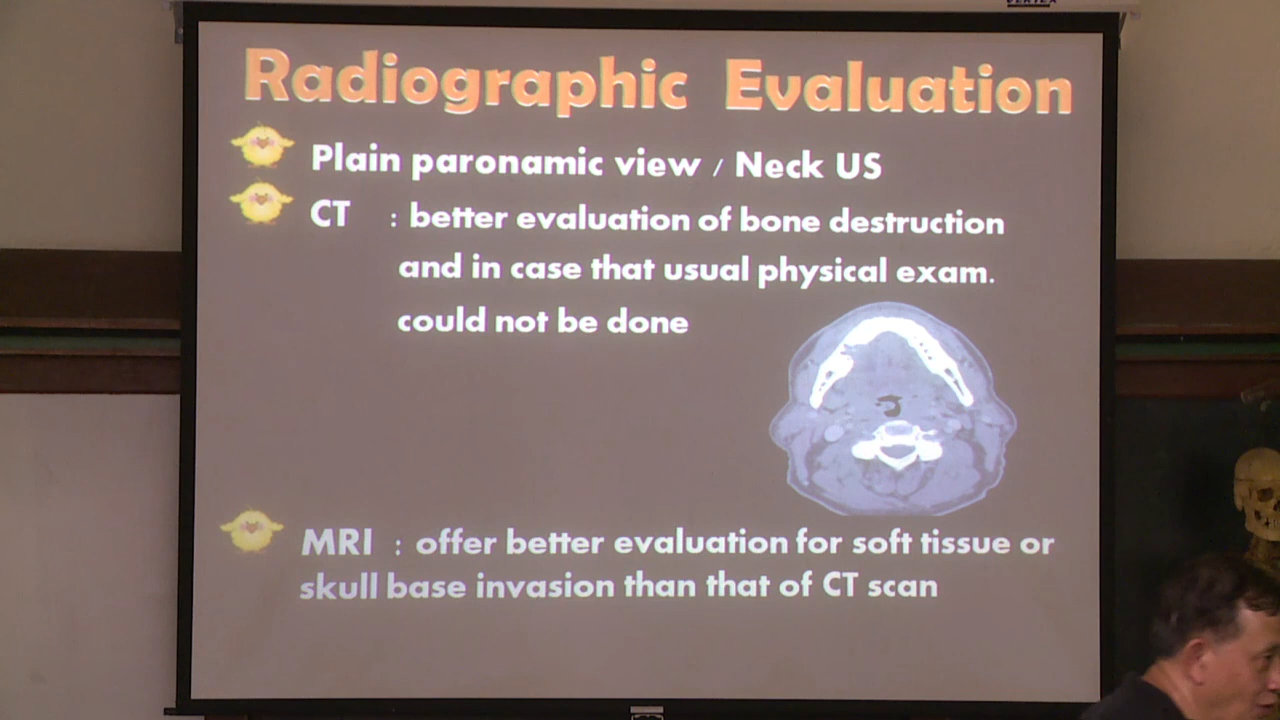 Radiographic Evaluation
Plain paronamic view / Neck US
CT : better evaluation of bone destruction
and in case that usual physical exam.
could not be done
MRI : offer better evaluation for soft tissue or
skull base invasion than that of CT scan